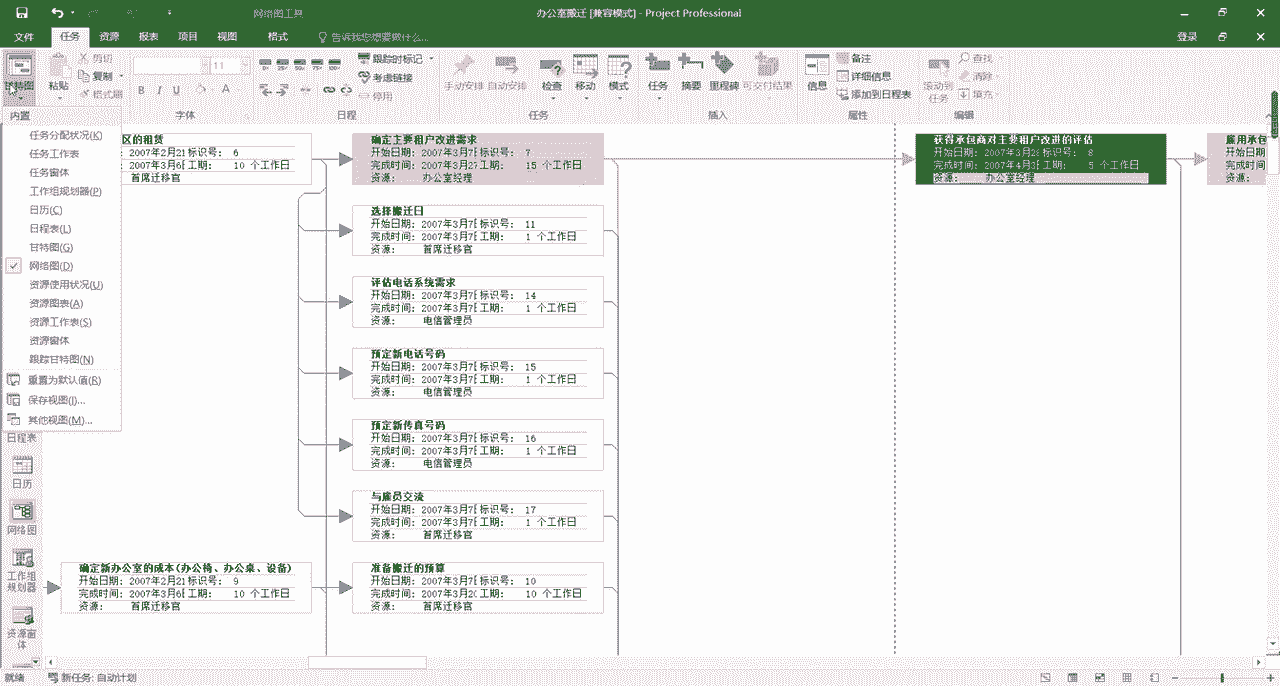 网络图工具
办公室搬迁 [兼容模式] - Project Professional
文件 任务 资源 报表 项目 视图 格式 告诉我您想要做什么... 登录
甘特图 粘贴 剪切 复制 格式刷
11
B I U A
跟踪时标记
考虑链接
停用
手动安排 自动安排 检查 移动 模式 任务 摘要 里程碑 可交付结果 信息
备注
详细信息
添加到日程表
滚动到任务
查找
清除
填充
字体 日程 任务 插入 属性 编辑
内置
任务分配状况(K)
任务工作表
任务窗体
工作组规划器(P)
日历(C)
日程表(L)
甘特图(G)
网络图(D)
资源使用状况(U)
资源图表(A)
资源工作表(S)
资源窗体
跟踪甘特图(N)
重置为默认值(R)
保存视图(I)...
其他视图(M)...
日程表
日历
网络图
工作组规划器
资源窗体
区的租赁
: 2007年2月21 标识号: 6
: 2007年3月6日 工期: 10 个工作日
首席迁移官
确定主要租户改进需求
开始日期: 2007年3月7日 标识号: 7
完成时间: 2007年3月27 工期: 15 个工作日
资源: 办公室经理
选择搬迁日
开始日期: 2007年3月7日 标识号: 11
完成时间: 2007年3月7日 工期: 1 个工作日
资源: 首席迁移官
评估电话系统需求
开始日期: 2007年3月7日 标识号: 14
完成时间: 2007年3月7日 工期: 1 个工作日
资源: 电信管理员
预定新电话号码
开始日期: 2007年3月7日 标识号: 15
完成时间: 2007年3月7日 工期: 1 个工作日
资源: 电信管理员
预定新传真号码
开始日期: 2007年3月7日 标识号: 16
完成时间: 2007年3月7日 工期: 1 个工作日
资源: 电信管理员
与雇员交流
开始日期: 2007年3月7日 标识号: 17
完成时间: 2007年3月7日 工期: 1 个工作日
资源: 首席迁移官
确定新办公室的成本(办公椅、办公桌、设备)
开始日期: 2007年2月21 标识号: 9
完成时间: 2007年3月6日 工期: 10 个工作日
资源: 首席迁移官
准备搬迁的预算
开始日期: 2007年3月7日 标识号: 10
完成时间: 2007年3月20 工期: 10 个工作日
资源: 首席迁移官
获得承包商对主要租户改进的评估
开始日期: 2007年3月28 标识号: 8
完成时间: 2007年4月3日 工期: 5 个工作日
资源: 办公室经理
雇用承包
开始日期
完成时间
资源:
就绪 新任务: 自动计划